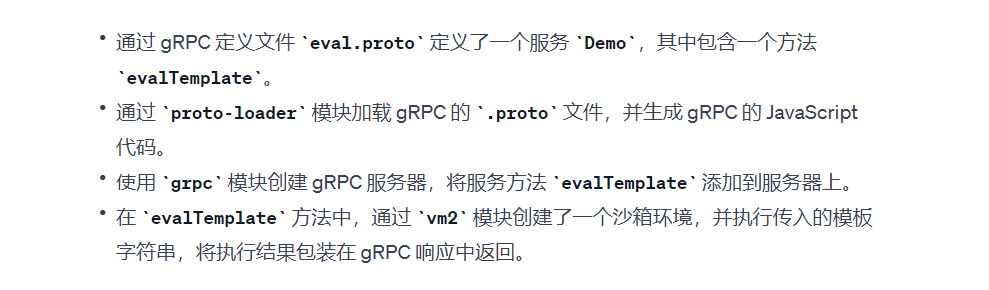 • 通过 gRPC 定义文件 `eval.proto` 定义了一个服务 `Demo`，其中包含一个方法
`evalTemplate`。
• 通过 `proto-loader` 模块加载 gRPC 的 `.proto` 文件，并生成 gRPC 的 JavaScript
代码。
• 使用 `grpc` 模块创建 gRPC 服务器，将服务方法 `evalTemplate` 添加到服务器上。
• 在 `evalTemplate` 方法中，通过 `vm2` 模块创建了一个沙箱环境，并执行传入的模板
字符串，将执行结果包装在 gRPC 响应中返回。